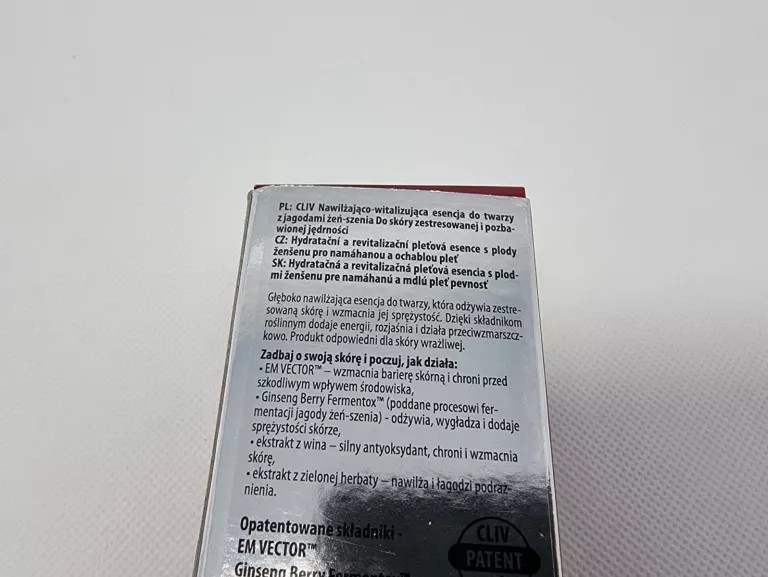 PL: CLIV Nawilżająco-witalizująca esencja do twarzy
z jagodami żeń-szenia Do skóry zestresowanej i pozba-
wionej jędrności
CZ: Hydratační a revitalizační pleťová esence s plody
ženšenu pro namáhanou a ochablou pleť
SK: Hydratačná a revitalizačná pleťová esencia s plod-
mi ženšenu pre namáhanú a mdlú pleť pevnosť
Głęboko nawilżająca esencja do twarzy, która odżywia zestre-
sowaną skórę i wzmacnia jej sprężystość. Dzięki składnikom
roślinnym dodaje energii, rozjaśnia i działa przeciwzmarszcz-
kowo. Produkt odpowiedni dla skóry wrażliwej.
Zadbaj o swoją skórę i poczuj, jak działa:
• EM VECTOR™ – wzmacnia barierę skórną i chroni przed
szkodliwym wpływem środowiska,
• Ginseng Berry Fermentox™ (poddane procesowi fer-
mentacji jagody żeń-szenia) - odżywia, wygładza i dodaje
sprężystości skórze,
• ekstrakt z wina – silny antyoksydant, chroni i wzmacnia
skórę,
• ekstrakt z zielonej herbaty – nawilża i łagodzi podraż-
nienia.
Opatentowane składniki -
EM VECTOR™
Ginseng Berry Fermentox™
CLIV
PATENT